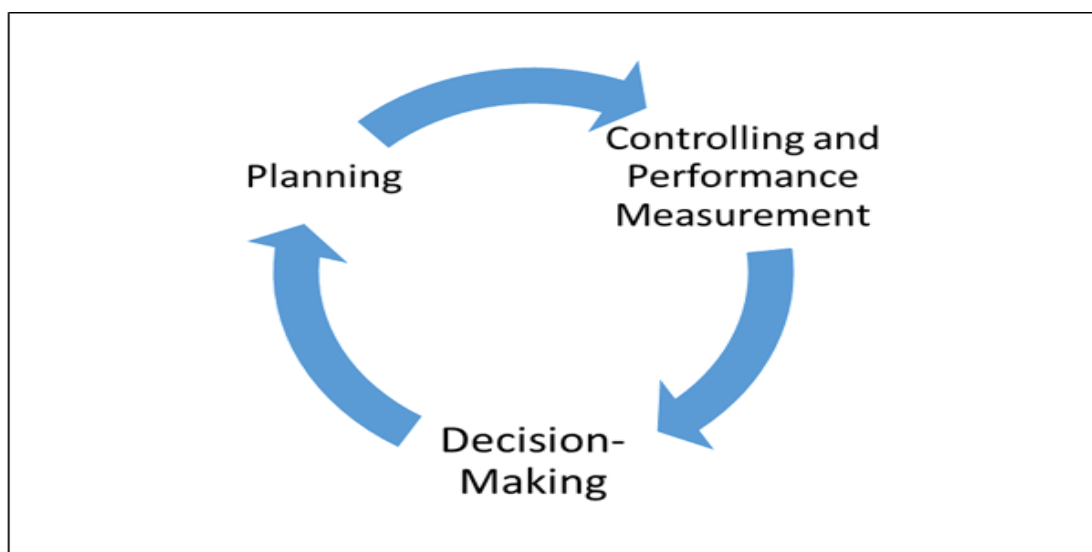 Planning
Controlling and
Performance
Measurement
Decision-
Making